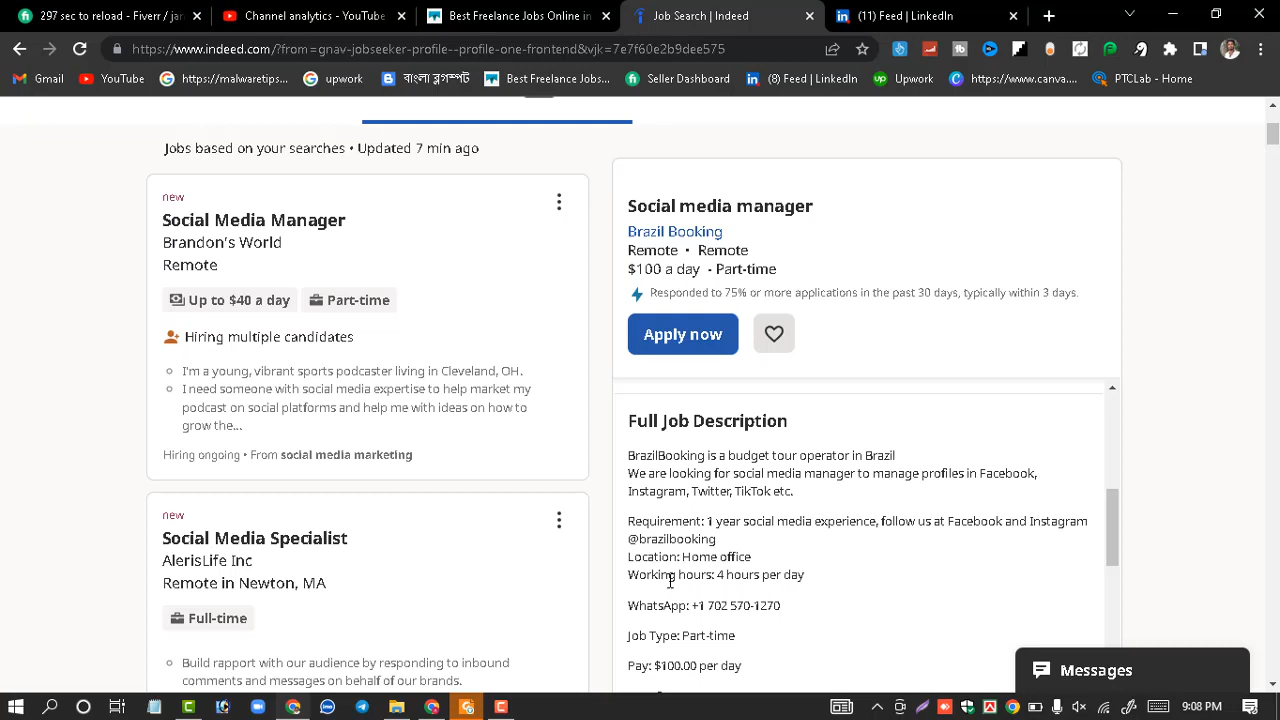 297 sec to reload - Fiverr / jan
Channel analytics - YouTube
Best Freelance Jobs Online in
Job Search | Indeed
(11) Feed | LinkedIn
https://www.indeed.com/?from=gnav-jobseeker-profile--profile-one-frontend&vjk=7e7f60e2b9dee575
Gmail
YouTube
https://malwaretips...
upwork
বাংলা ব্লগস্পট
Best Freelance Jobs...
Seller Dashboard
(8) Feed | LinkedIn
Upwork
https://www.canva....
PTCLab - Home
Jobs based on your searches • Updated 7 min ago
new
Social Media Manager
Brandon's World
Remote
Up to $40 a day
Part-time
Hiring multiple candidates
I'm a young, vibrant sports podcaster living in Cleveland, OH.
I need someone with social media expertise to help market my
podcast on social platforms and help me with ideas on how to
grow the...
Hiring ongoing • From social media marketing
new
Social Media Specialist
AlerisLife Inc
Remote in Newton, MA
Full-time
Build rapport with our audience by responding to inbound
comments and messages on behalf of our brands.
Social media manager
Brazil Booking
Remote • Remote
$100 a day - Part-time
Responded to 75% or more applications in the past 30 days, typically within 3 days.
Apply now
Full Job Description
BrazilBooking is a budget tour operator in Brazil
We are looking for social media manager to manage profiles in Facebook,
Instagram, Twitter, TikTok etc.
Requirement: 1 year social media experience, follow us at Facebook and Instagram
@brazilbooking
Location: Home office
Working hours: 4 hours per day
WhatsApp: +1 702 570-1270
Job Type: Part-time
Pay: $100.00 per day
Messages
9:08 PM